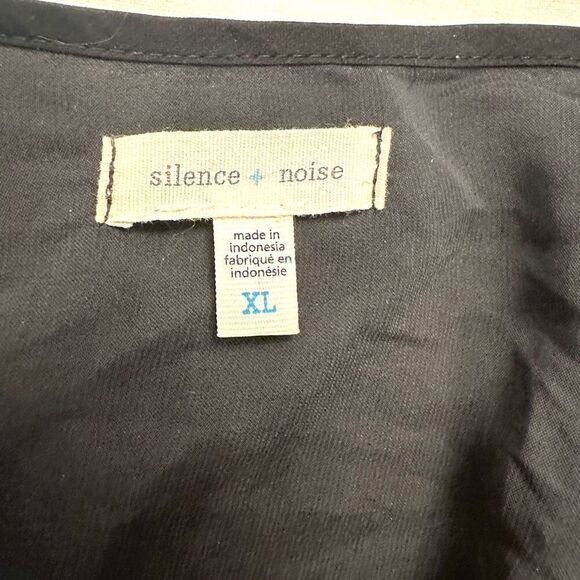 silence + noise
made in
indonesia
fabriqué en
indonésie
XL